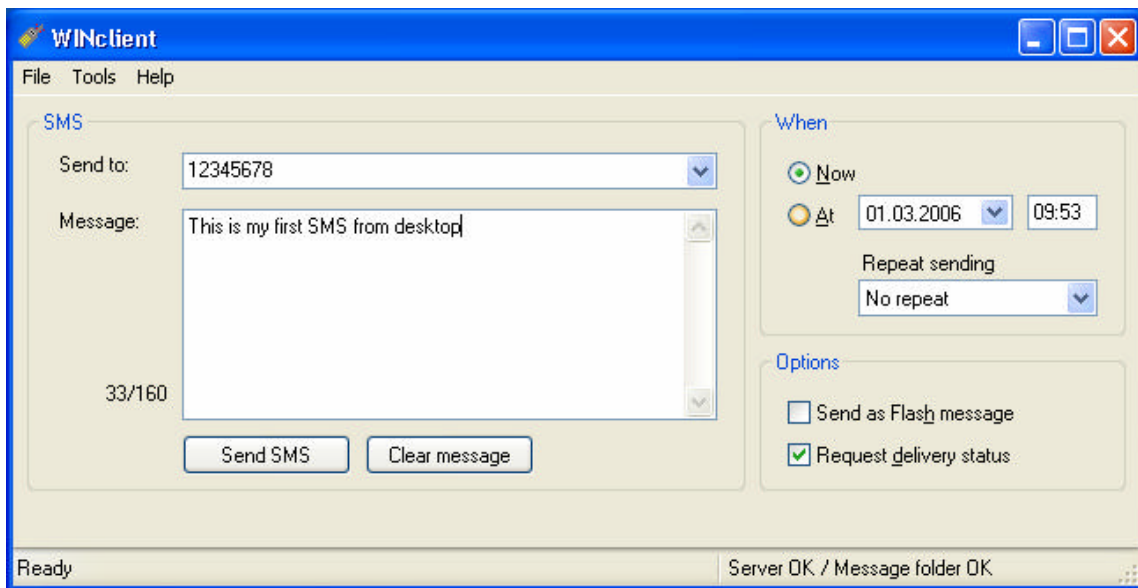 WINclient
File Tools Help
SMS
Send to: 12345678
Message: This is my first SMS from desktop
33/160
Send SMS Clear message
When
Now
At 01.03.2006 09:53
Repeat sending
No repeat
Options
Send as Flash message
Request delivery status
Ready Server OK / Message folder OK